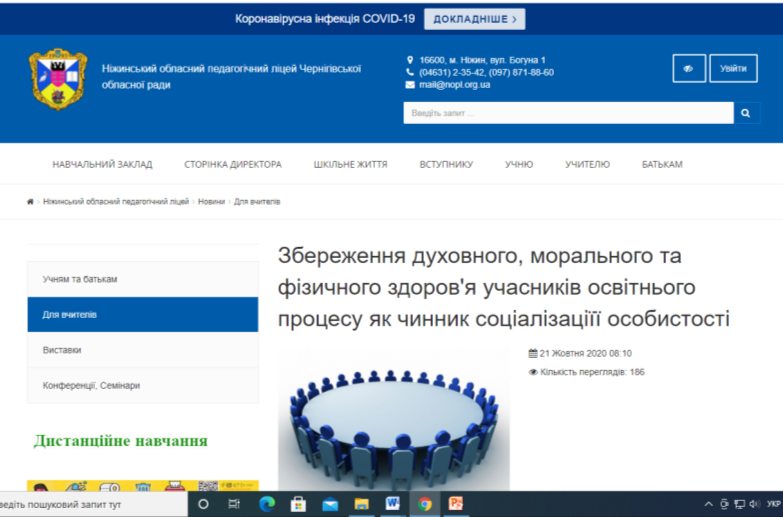 Коронавірусна інфекція COVID-19 ДОКЛАДНІШЕ >
Ніжинський обласний педагогічний ліцей Чернігівської
обласної ради
16600, м. Ніжин, вул. Богуна 1
(04631) 2-35-42, (097) 871-88-60
mail@nopl.org.ua
Увійти
Введіть запит ...
НАВЧАЛЬНИЙ ЗАКЛАД СТОРІНКА ДИРЕКТОРА ШКІЛЬНЕ ЖИТТЯ ВСТУПНИКУ УЧНЮ УЧИТЕЛЮ БАТЬКАМ
Ніжинський обласний педагогічний ліцей › Новини › Для вчителів
Збереження духовного, морального та
фізичного здоров'я учасників освітнього
процесу як чинник соціалізаціїї особистості
21 Жовтня 2020 08:10
Кількість переглядів: 186
Учням та батькам
Для вчителів
Виставки
Конференції, Семінари
Дистанційне навчання
ведіть пошуковий запит тут
УКР